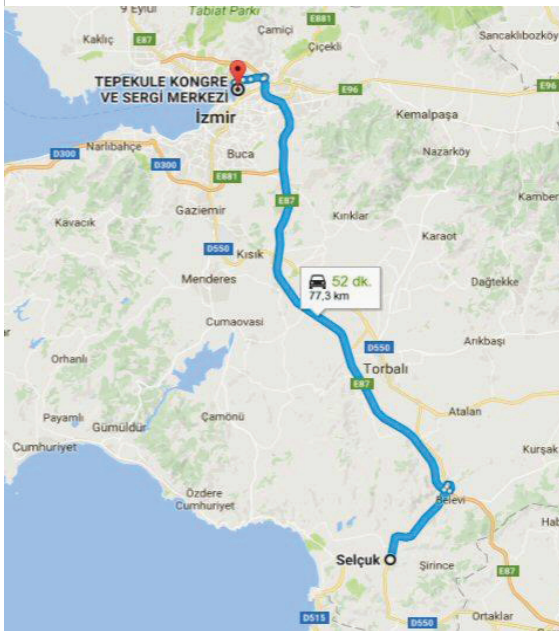 9 Eylül
Tabiat Parkı
Çamiçi
E881
Kaklıç
E87
Çiçekli
Sancaklıbozköy
TEPEKULE KONGRE
VE SERGİ MERKEZİ
E96
E96
İzmir
Kemalpaşa
D300
Narlıbahçe
D300
Buca
Nazarköy
E881
E87
Kamber
Gaziemir
Kırıklar
Kavacık
D550
Karaot
Kısık
52 dk.
77,3 km
Menderes
Dağtekke
Cumaovasi
D550
Arıkbaşı
Orhanlı
Torbalı
E87
Payamlı
Çamönü
Atalan
Gümüldür
Cumhuriyet
Kurşak
Özdere
Cumhuriyet
Belevi
Hab
Selçuk
Şirince
E87
D515
D550
Ortaklar